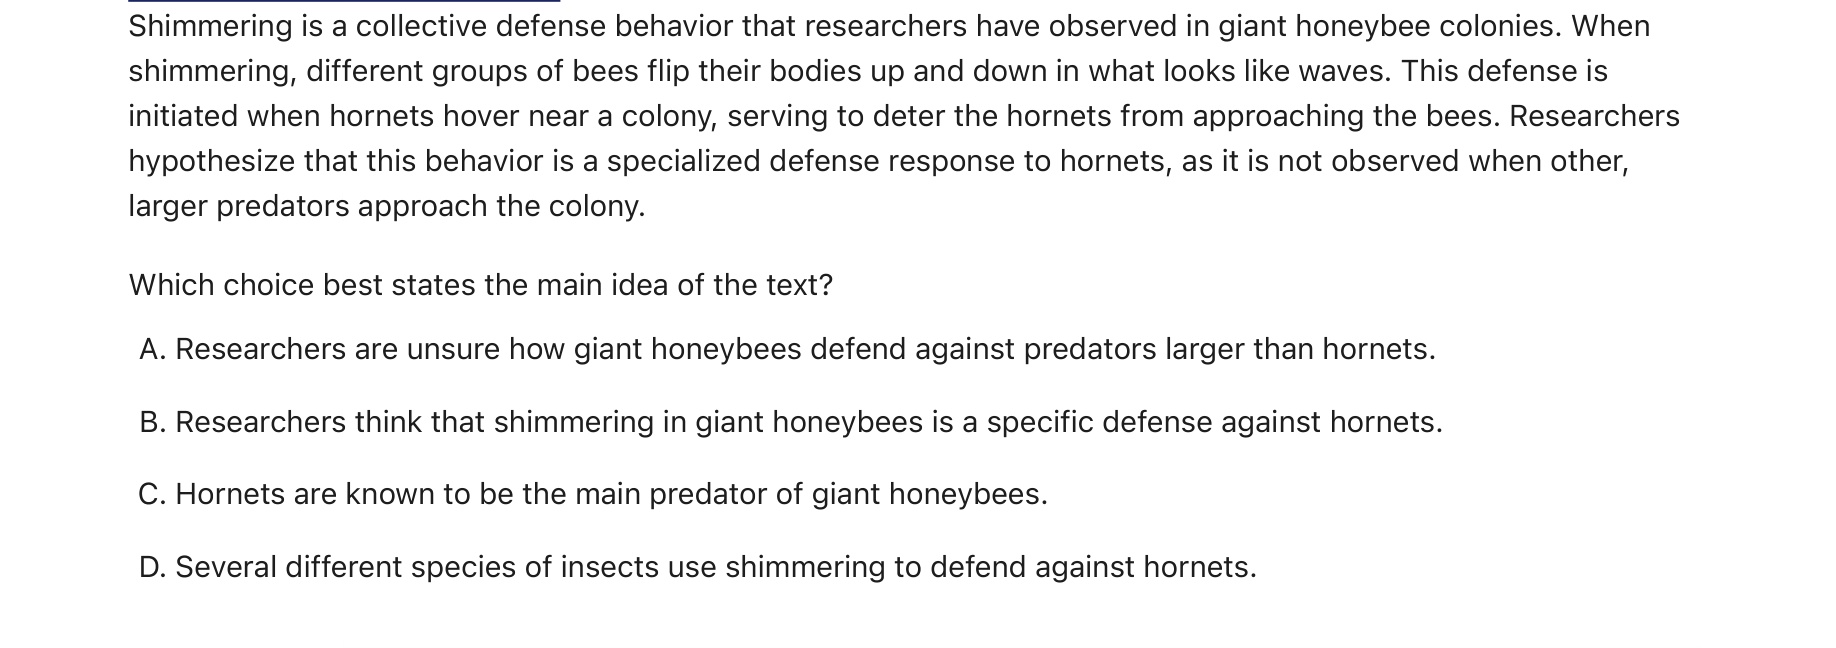 Shimmering is a collective defense behavior that researchers have observed in giant honeybee colonies. When
shimmering, different groups of bees flip their bodies up and down in what looks like waves. This defense is
initiated when hornets hover near a colony, serving to deter the hornets from approaching the bees. Researchers
hypothesize that this behavior is a specialized defense response to hornets, as it is not observed when other,
larger predators approach the colony.
Which choice best states the main idea of the text?
A. Researchers are unsure how giant honeybees defend against predators larger than hornets.
B. Researchers think that shimmering in giant honeybees is a specific defense against hornets.
C. Hornets are known to be the main predator of giant honeybees.
D. Several different species of insects use shimmering to defend against hornets.